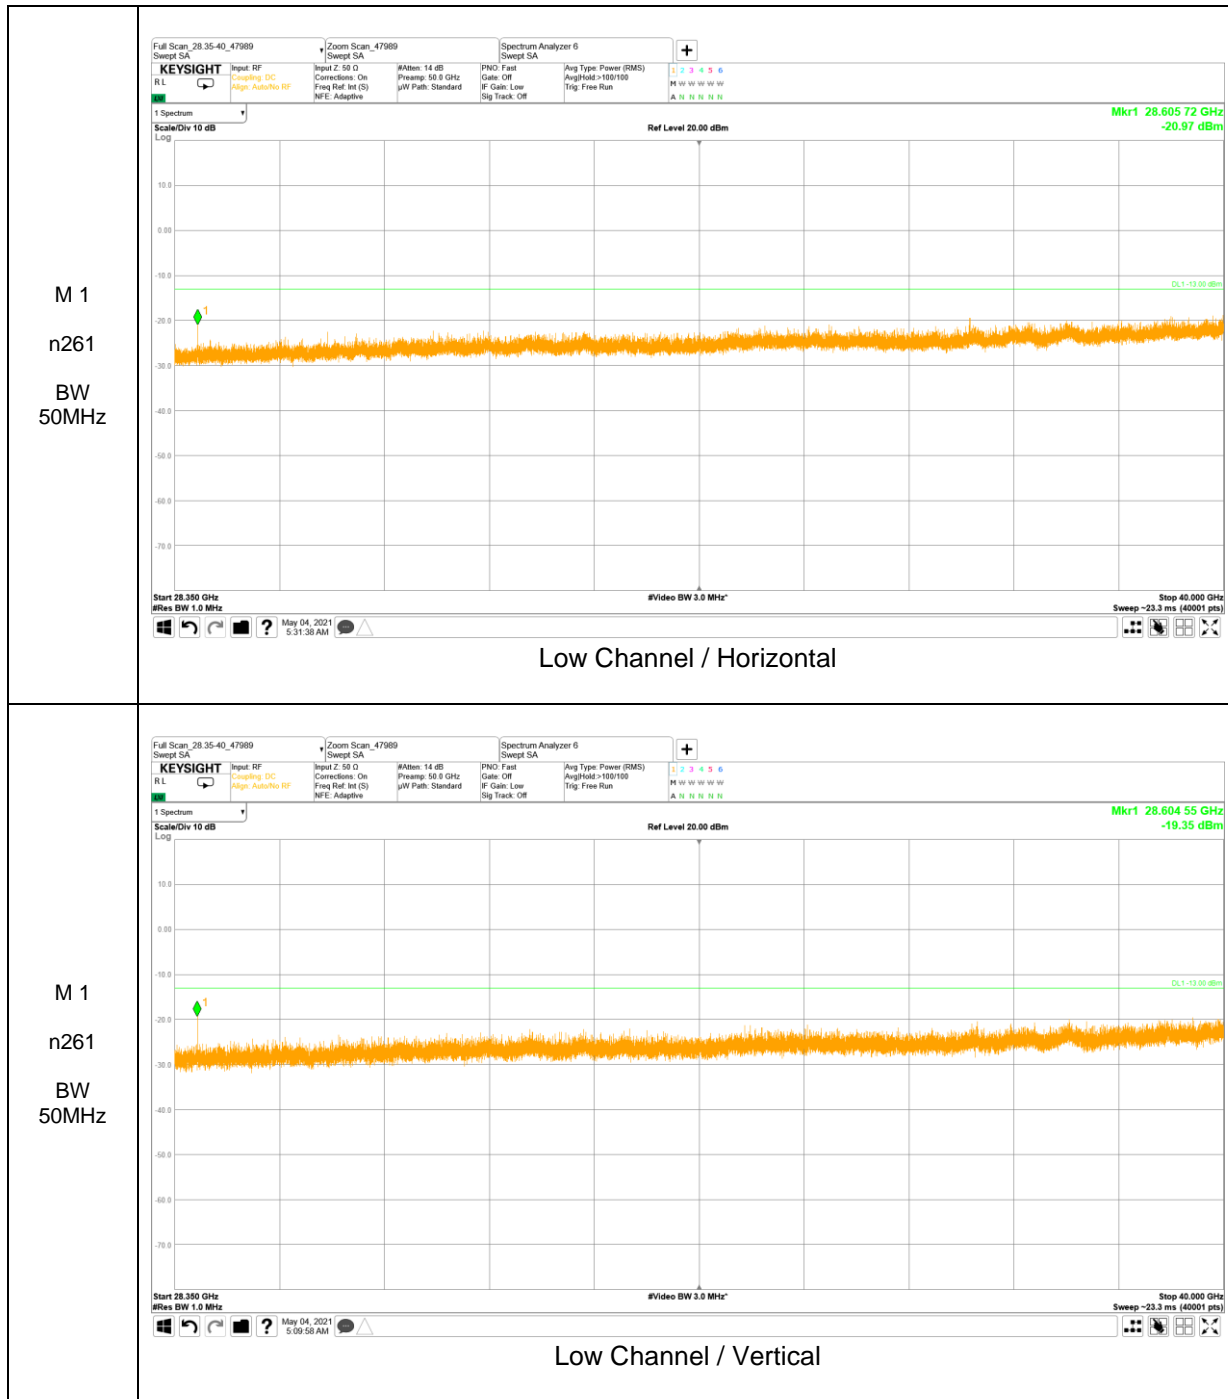 M 1
n261
BW
50MHz
Full Scan_28.35-40_47989
Swept SA
Zoom Scan_47989
Swept SA
Spectrum Analyzer 6
Swept SA
+
KEYSIGHT
R L
Input: RF
Coupling: DC
Align: Auto/No RF
Input Z: 50 Ω
Corrections: On
Freq Ref: Int (S)
NFE: Adaptive
#Atten: 14 dB
Preamp: 50.0 GHz
µW Path: Standard
PNO: Fast
Gate: Off
IF Gain: Low
Sig Track: Off
Avg Type: Power (RMS)
Avg|Hold:>100/100
Trig: Free Run
1 2 3 4 5 6
M W W W W W
A N N N N N
1 Spectrum
Scale/Div 10 dB
Log
Ref Level 20.00 dBm
Mkr1 28.605 72 GHz
-20.97 dBm
10.0
0.00
-10.0
DL1 -13.00 dBm
1
-20.0
-30.0
-40.0
-50.0
-60.0
-70.0
Start 28.350 GHz
#Res BW 1.0 MHz
#Video BW 3.0 MHz*
Stop 40.000 GHz
Sweep ~23.3 ms (40001 pts)
?
May 04, 2021
5:31:38 AM
Low Channel / Horizontal
M 1
n261
BW
50MHz
Full Scan_28.35-40_47989
Swept SA
Zoom Scan_47989
Swept SA
Spectrum Analyzer 6
Swept SA
+
KEYSIGHT
R L
Input: RF
Coupling: DC
Align: Auto/No RF
Input Z: 50 Ω
Corrections: On
Freq Ref: Int (S)
NFE: Adaptive
#Atten: 14 dB
Preamp: 50.0 GHz
µW Path: Standard
PNO: Fast
Gate: Off
IF Gain: Low
Sig Track: Off
Avg Type: Power (RMS)
Avg|Hold:>100/100
Trig: Free Run
1 2 3 4 5 6
M W W W W W
A N N N N N
1 Spectrum
Scale/Div 10 dB
Log
Ref Level 20.00 dBm
Mkr1 28.604 55 GHz
-19.35 dBm
10.0
0.00
-10.0
DL1 -13.00 dBm
1
-20.0
-30.0
-40.0
-50.0
-60.0
-70.0
Start 28.350 GHz
#Res BW 1.0 MHz
#Video BW 3.0 MHz*
Stop 40.000 GHz
Sweep ~23.3 ms (40001 pts)
?
May 04, 2021
5:09:58 AM
Low Channel / Vertical